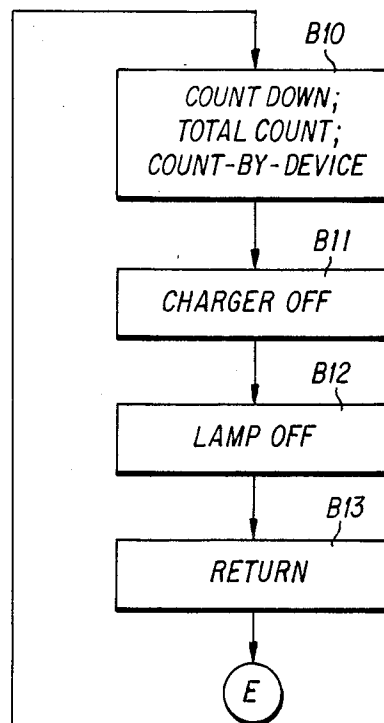 B10
COUNT DOWN;
TOTAL COUNT;
COUNT-BY-DEVICE
B11
CHARGER OFF
B12
LAMP OFF
B13
RETURN
E